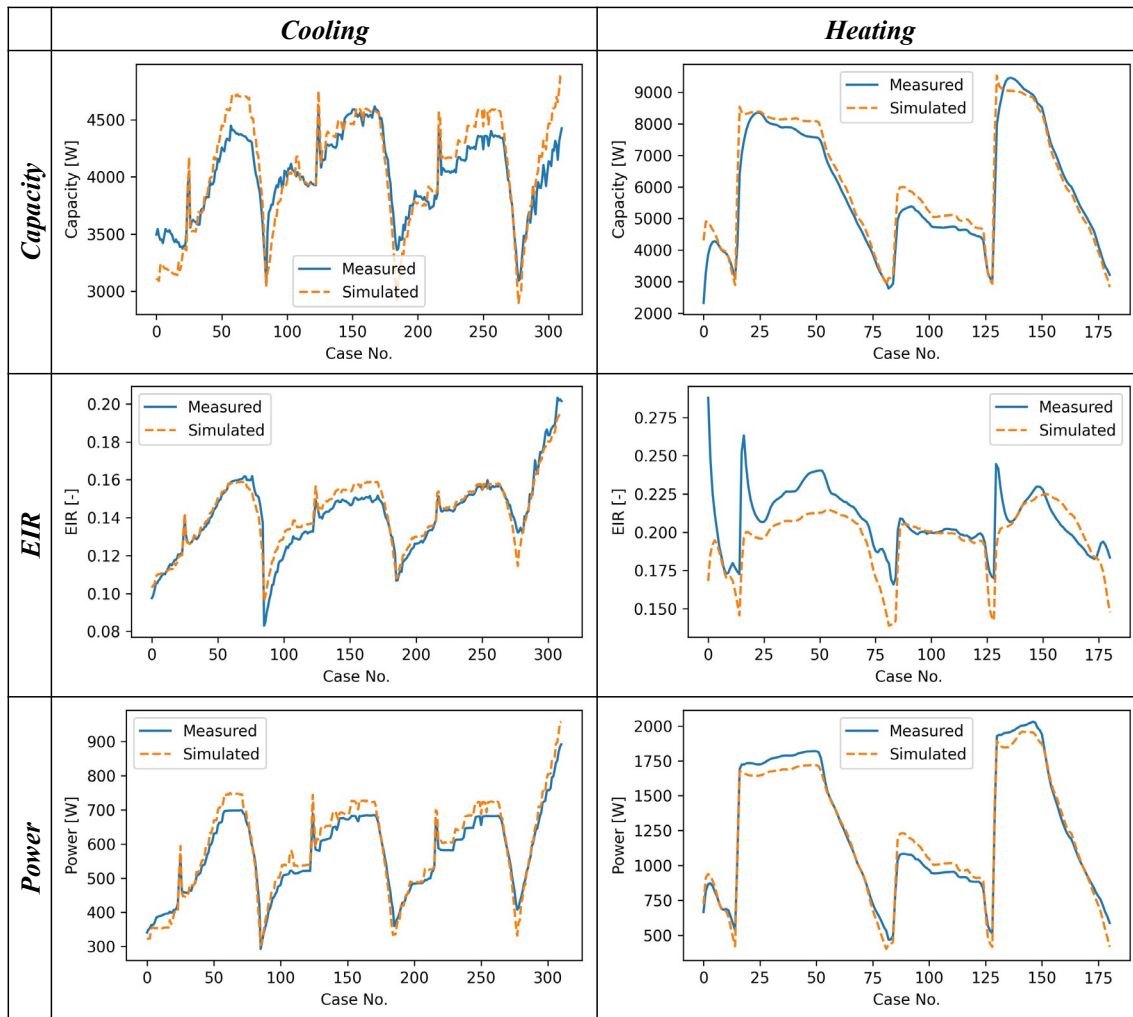 Cooling
Heating
Capacity
Capacity [W]
4500
4000
3500
3000
Measured
Simulated
0 50 100 150 200 250 300
Case No.
Capacity [W]
9000
8000
7000
6000
5000
4000
3000
2000
Measured
Simulated
0 25 50 75 100 125 150 175
Case No.
EIR
EIR [-]
0.20
0.18
0.16
0.14
0.12
0.10
0.08
Measured
Simulated
0 50 100 150 200 250 300
Case No.
0.275
0.250
0.225
0.200
0.175
0.150
EIR [-]
Measured
Simulated
0 25 50 75 100 125 150 175
Case No.
Power
Power [W]
900
800
700
600
500
400
300
Measured
Simulated
0 50 100 150 200 250 300
Case No.
Power [W]
2000
1750
1500
1250
1000
750
500
Measured
Simulated
0 25 50 75 100 125 150 175
Case No.